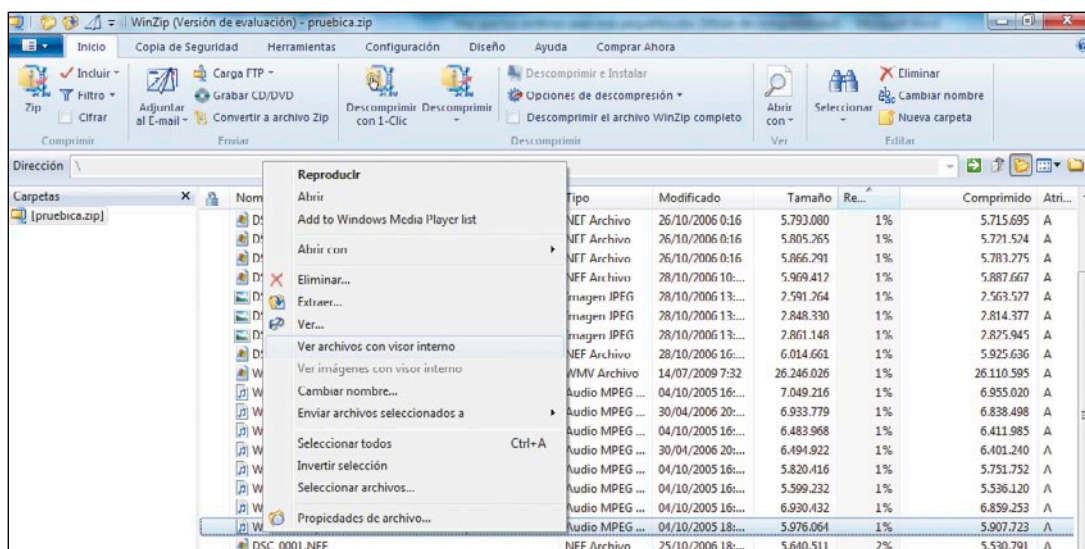 WinZip (Versión de evaluación) - pruebica.zip
Inicio Copia de Seguridad Herramientas Configuración Diseño Ayuda Comprar Ahora
Zip
Incluir
Filtro
Cifrar
Comprimir
Adjuntar al E-mail
Carga FTP
Grabar CD/DVD
Convertir a archivo Zip
Enviar
Descomprimir con 1-Clic
Descomprimir
Descomprimir e Instalar
Opciones de descompresión
Descomprimir el archivo WinZip completo
Descomprimir
Abrir con
Ver
Seleccionar
Eliminar
Cambiar nombre
Nueva carpeta
Editar
Dirección \
Carpetas X
[pruebica.zip]
Nom Tipo Modificado Tamaño Re... Comprimido Atri...
DS NEF Archivo 26/10/2006 0:16 5.793.080 1% 5.715.695 A
DS NEF Archivo 26/10/2006 0:16 5.805.265 1% 5.721.524 A
DS NEF Archivo 26/10/2006 0:16 5.866.291 1% 5.783.275 A
DS NEF Archivo 28/10/2006 10:... 5.969.412 1% 5.887.667 A
DS Imagen JPEG 28/10/2006 13:... 2.591.264 1% 2.563.527 A
DS Imagen JPEG 28/10/2006 13:... 2.848.330 1% 2.814.377 A
DS Imagen JPEG 28/10/2006 13:... 2.861.148 1% 2.825.945 A
DS NEF Archivo 28/10/2006 16:... 6.014.661 1% 5.925.636 A
W WMV Archivo 14/07/2009 7:32 26.246.026 1% 26.110.595 A
W Audio MPEG ... 04/10/2005 16:... 7.049.216 1% 6.955.020 A
W Audio MPEG ... 30/04/2006 20:... 6.933.779 1% 6.838.498 A
W Audio MPEG ... 04/10/2005 16:... 6.483.968 1% 6.411.985 A
W Audio MPEG ... 30/04/2006 20:... 6.494.922 1% 6.401.240 A
W Audio MPEG ... 04/10/2005 16:... 5.820.416 1% 5.751.752 A
W Audio MPEG ... 04/10/2005 16:... 5.599.232 1% 5.536.120 A
W Audio MPEG ... 04/10/2005 16:... 6.930.432 1% 6.859.253 A
W Audio MPEG ... 04/10/2005 18:... 5.976.064 1% 5.907.723 A
DSC_0001.NEF NEF Archivo 25/10/2006 18:... 5.640.511 2% 5.530.791 A
Reproducir
Abrir
Add to Windows Media Player list
Abrir con
Eliminar...
Extraer...
Ver...
Ver archivos con visor interno
Ver imágenes con visor interno
Cambiar nombre...
Enviar archivos seleccionados a
Seleccionar todos Ctrl+A
Invertir selección
Seleccionar archivos...
Propiedades de archivo...